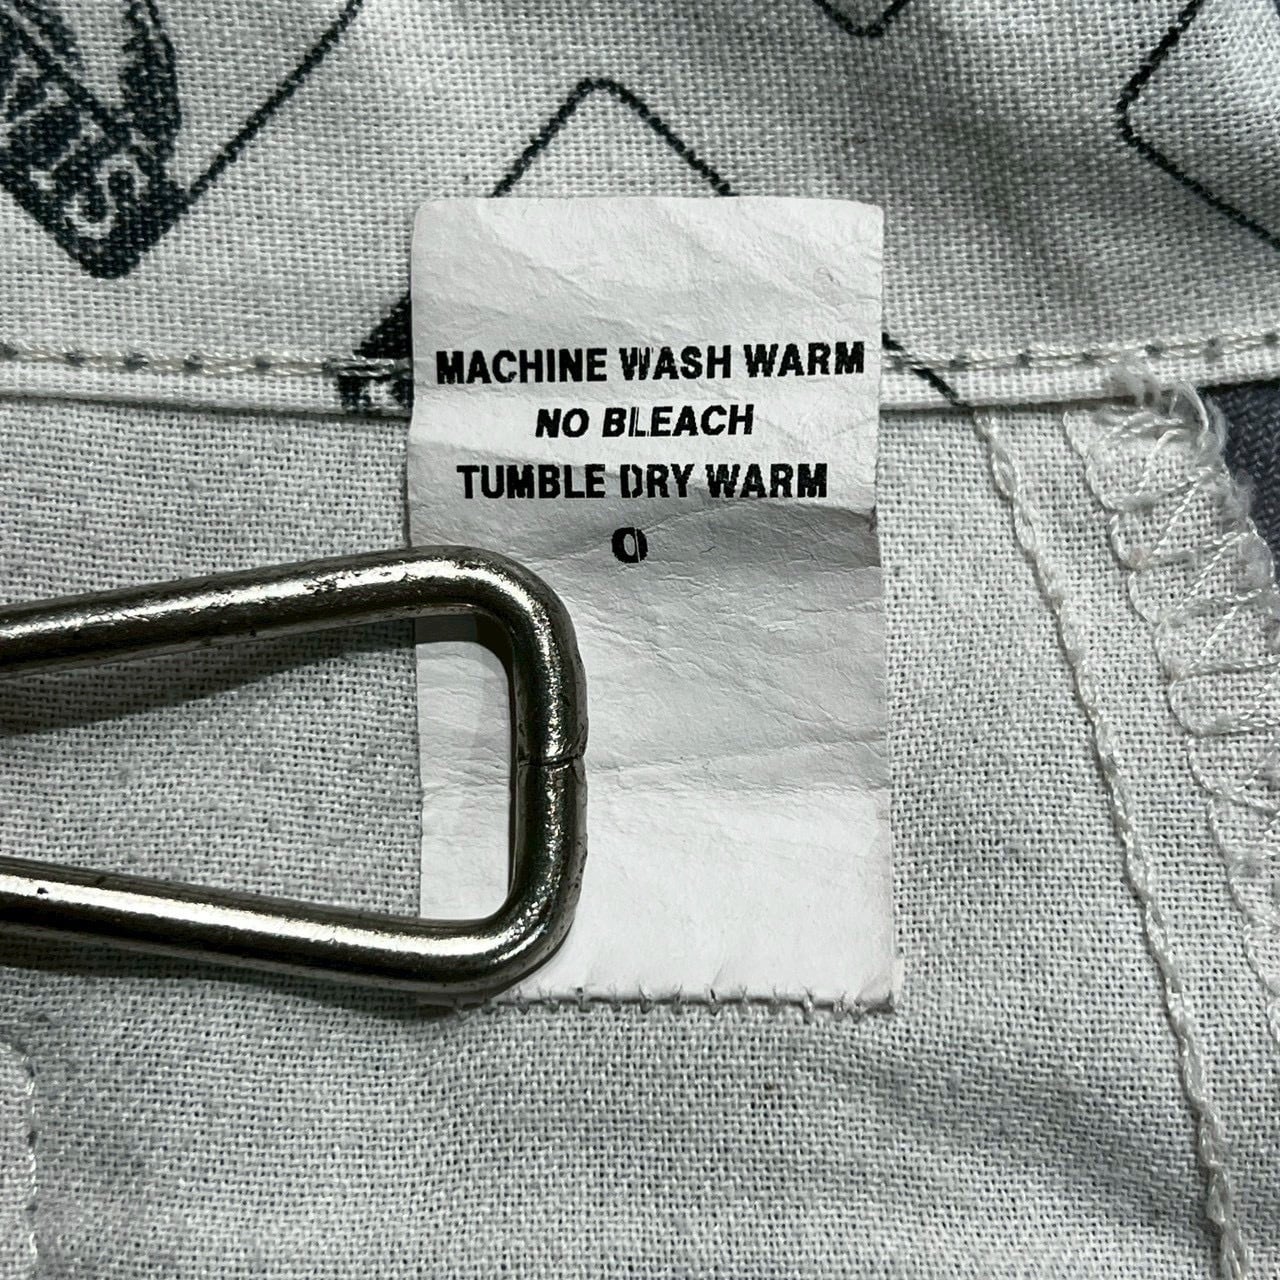 MACHINE WASH WARM
NO BLEACH
TUMBLE DRY WARM
0